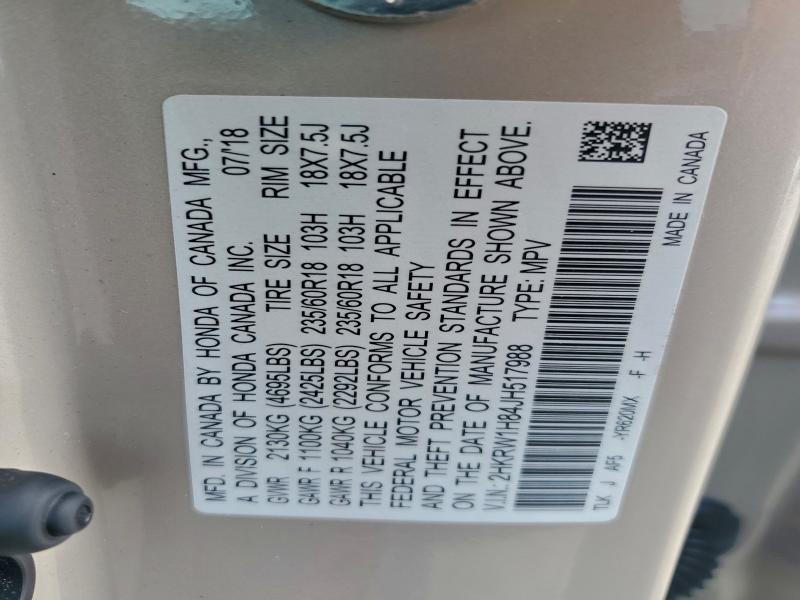 MFD. IN CANADA BY HONDA OF CANADA MFG.,
A DIVISION OF HONDA CANADA INC. 07/'18
GVWR 2130KG (4695LBS) TIRE SIZE RIM SIZE
GAWR F 1100KG (2425LBS) 235/60R18 103H 18X7.5J
GAWR R 1040KG (2292LBS) 235/60R18 103H 18X7.5J
THIS VEHICLE CONFORMS TO ALL APPLICABLE
FEDERAL MOTOR VEHICLE SAFETY
AND THEFT PREVENTION STANDARDS IN EFFECT
ON THE DATE OF MANUFACTURE SHOWN ABOVE.
V.I.N.: 2HKRW1H84JH517988 TYPE: MPV
TLK J AF5 -YR620MX -F -H
MADE IN CANADA